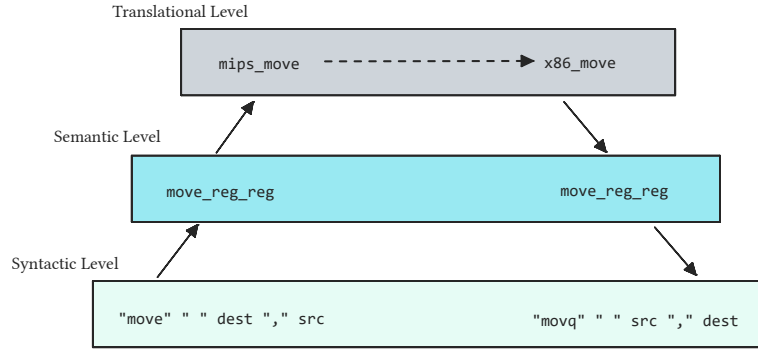 Translational Level
mips_move x86_move
Semantic Level
move_reg_reg move_reg_reg
Syntactic Level
"move" " " dest "," src "movq" " " src "," dest